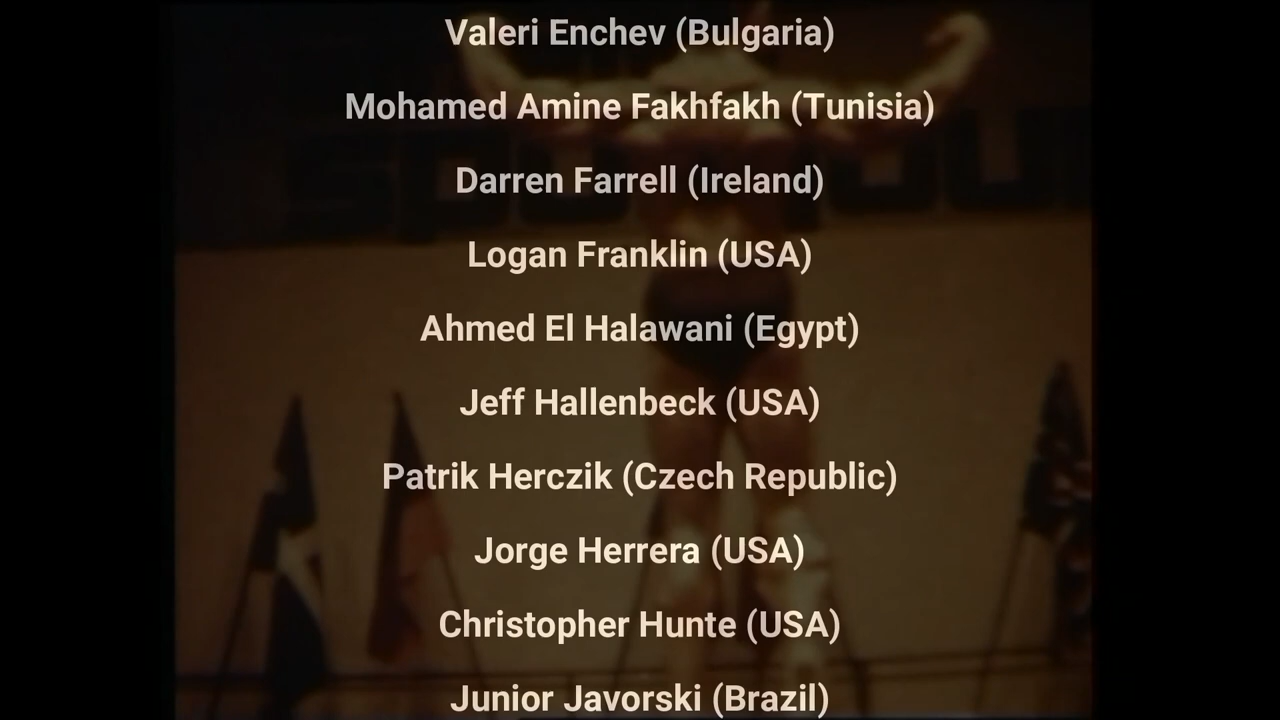 Valeri Enchev (Bulgaria)
Mohamed Amine Fakhfakh (Tunisia)
Darren Farrell (Ireland)
Logan Franklin (USA)
Ahmed El Halawani (Egypt)
Jeff Hallenbeck (USA)
Patrik Herczik (Czech Republic)
Jorge Herrera (USA)
Christopher Hunte (USA)
Junior Javorski (Brazil)